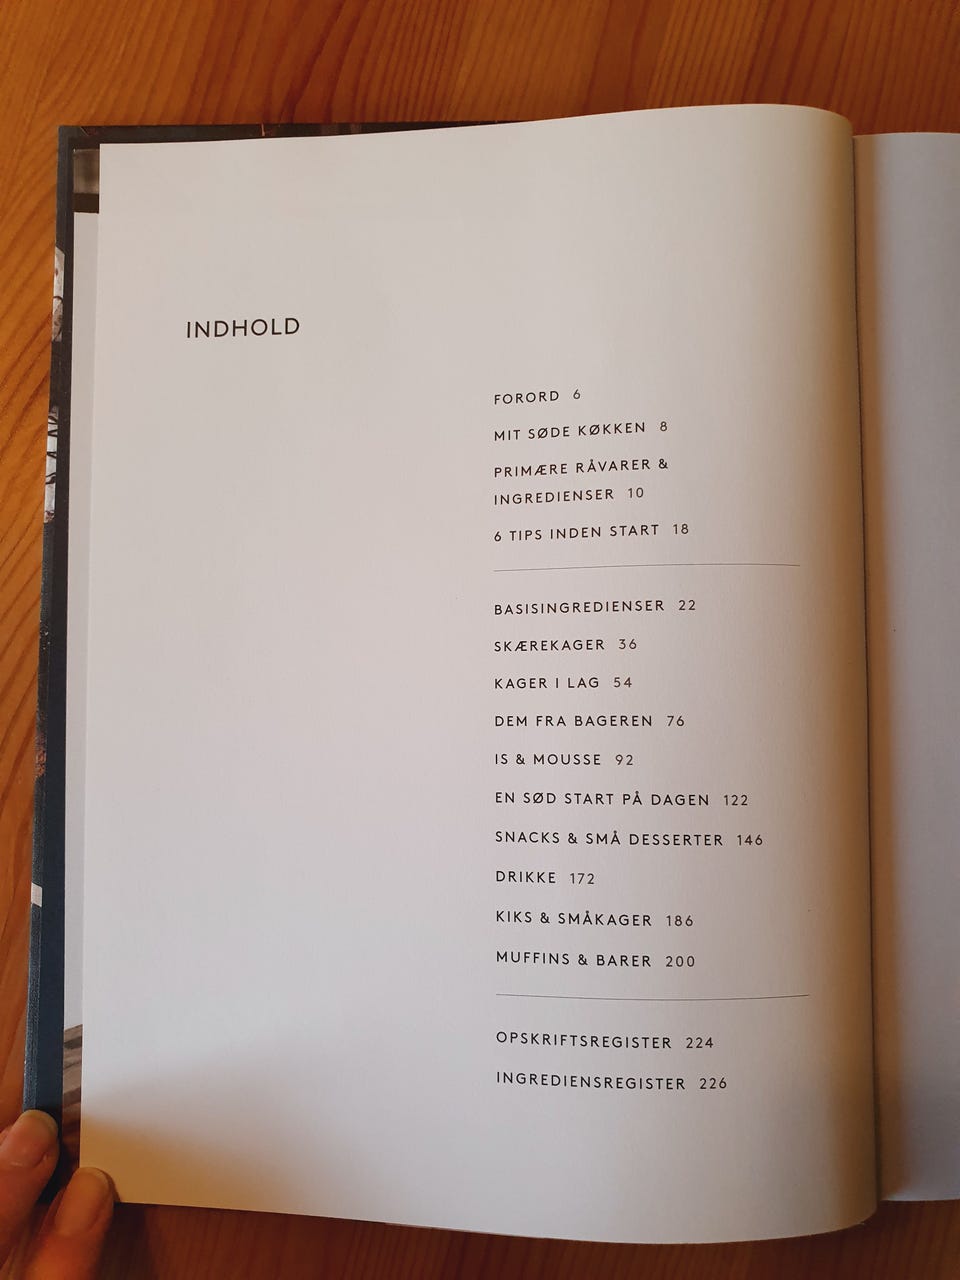 INDHOLD
FORORD 6
MIT SØDE KØKKEN 8
PRIMÆRE RÅVARER &
INGREDIENSER 10
6 TIPS INDEN START 18
BASISINGREDIENSER 22
SKÆREKAGER 36
KAGER I LAG 54
DEM FRA BAGEREN 76
IS & MOUSSE 92
EN SØD START PÅ DAGEN 122
SNACKS & SMÅ DESSERTER 146
DRIKKE 172
KIKS & SMÅKAGER 186
MUFFINS & BARER 200
OPSKRIFTSREGISTER 224
INGREDIENSREGISTER 226